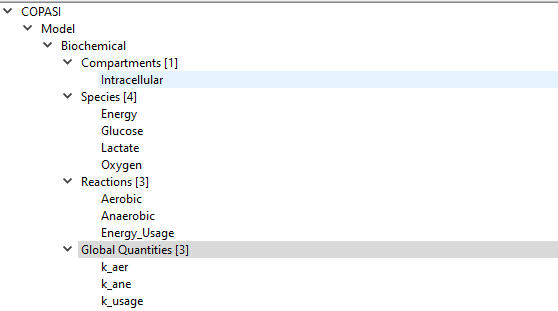 COPASI
Model
Biochemical
Compartments [1]
Intracellular
Species [4]
Energy
Glucose
Lactate
Oxygen
Reactions [3]
Aerobic
Anaerobic
Energy_Usage
Global Quantities [3]
k_aer
k_ane
k_usage